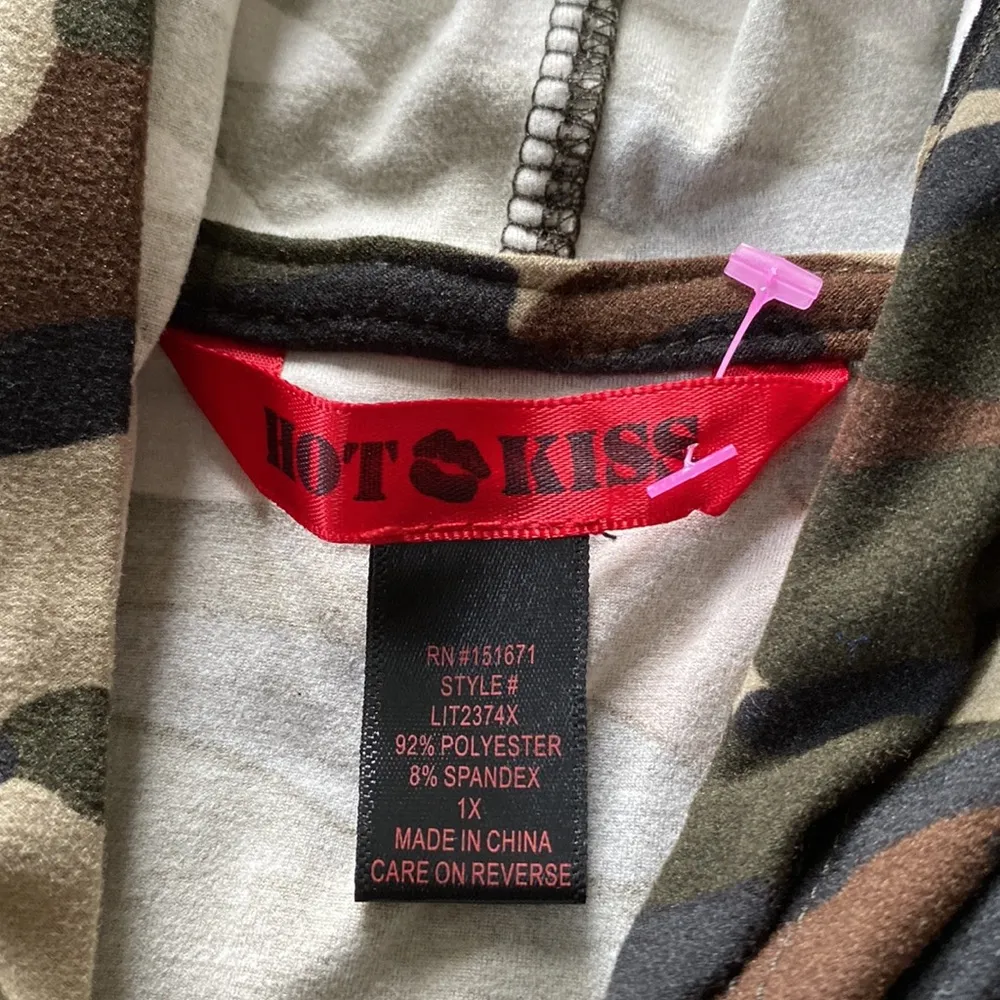 HOT KISS
RN #151671
STYLE #
LIT2374X
92% POLYESTER
8% SPANDEX
1X
MADE IN CHINA
CARE ON REVERSE